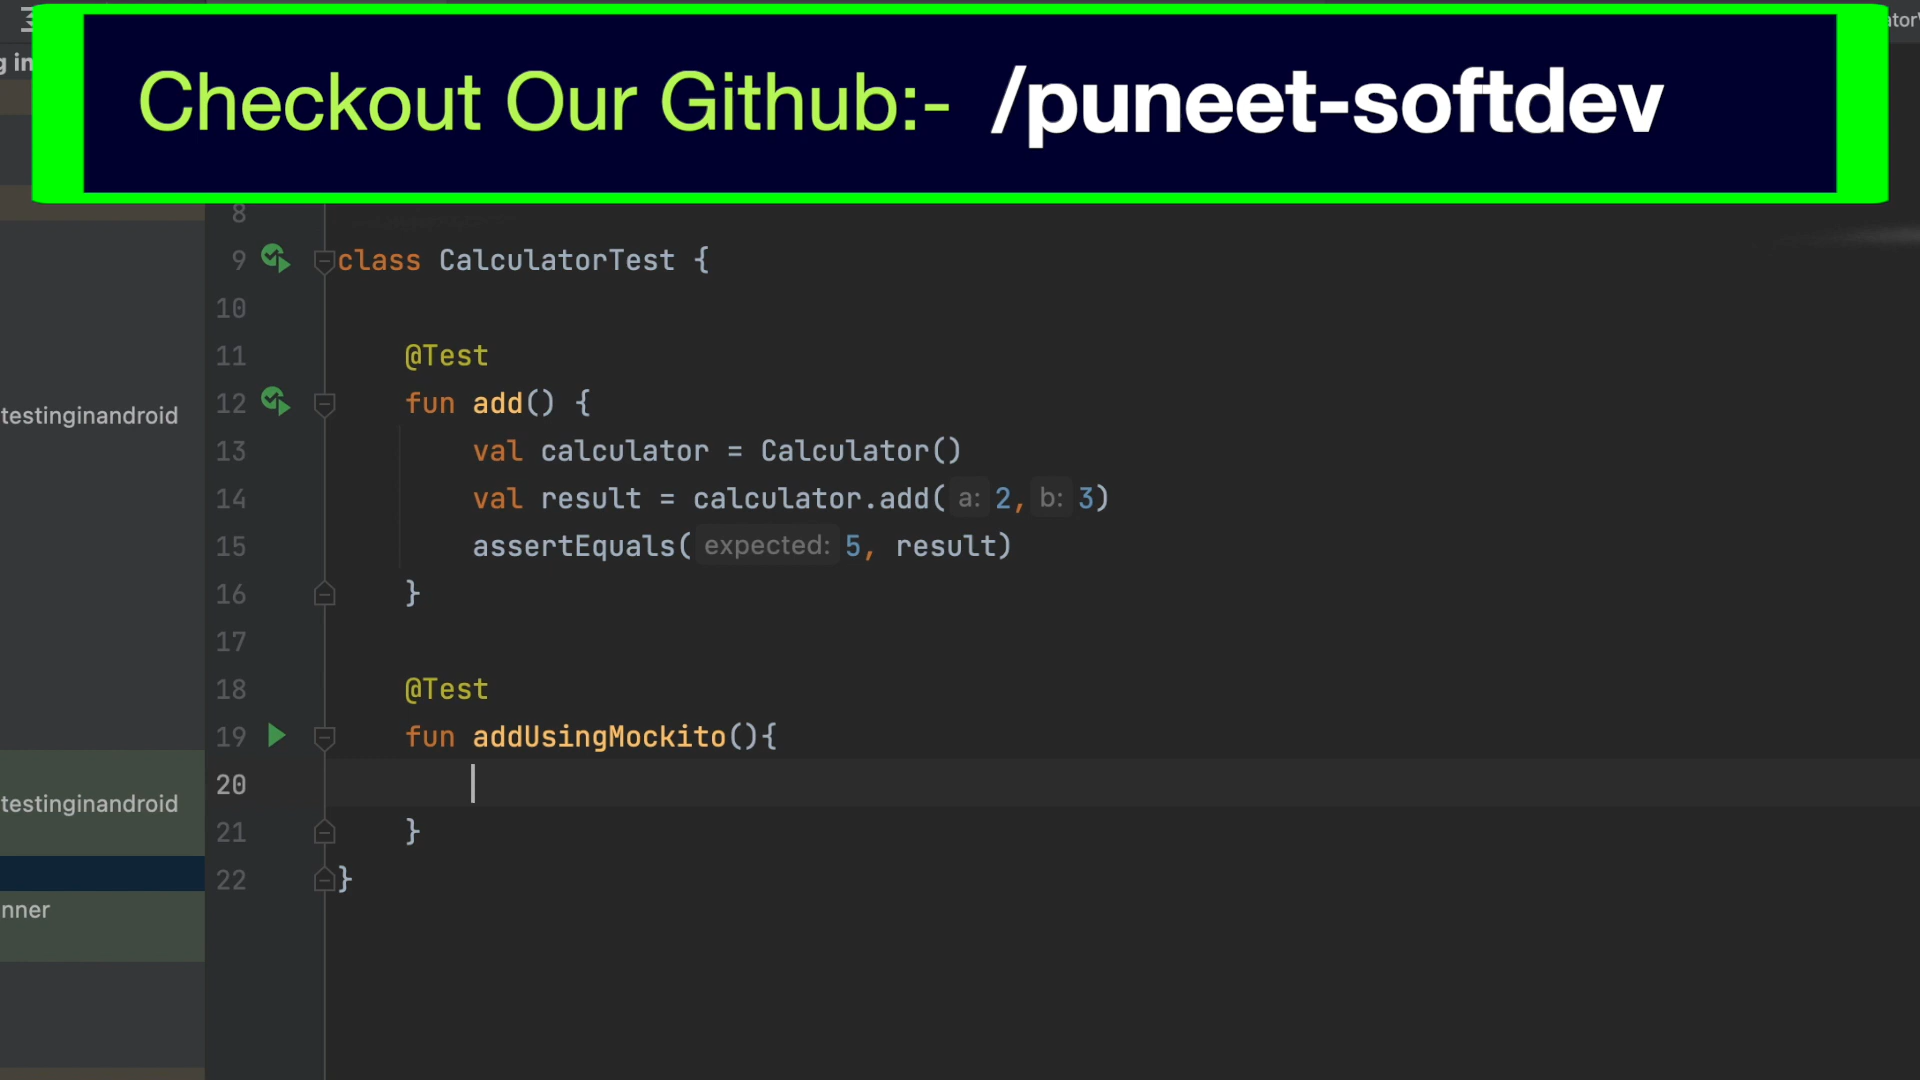 Checkout Our Github:- /puneet-softdev
g in
8
9 class CalculatorTest {
10
11 @Test
12 fun add() {
13 val calculator = Calculator()
14 val result = calculator.add( a: 2, b: 3)
15 assertEquals( expected: 5, result)
16 }
17
18 @Test
19 fun addUsingMockito(){
20
21 }
22 }
testinginandroid
testinginandroid
nner